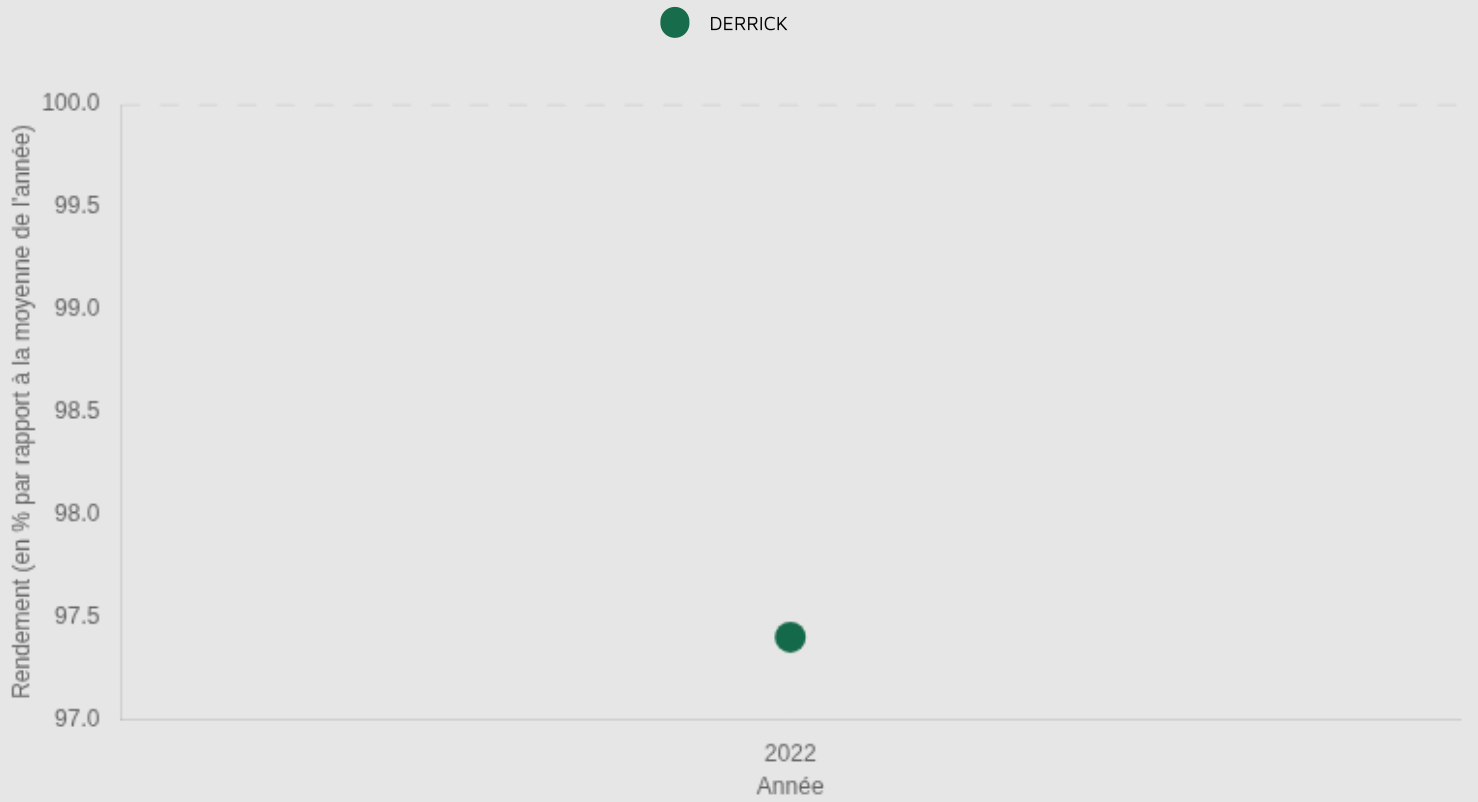 DERRICK
100.0
99.5
99.0
98.5
98.0
97.5
97.0
Rendement (en % par rapport à la moyenne de l'année)
2022
Année